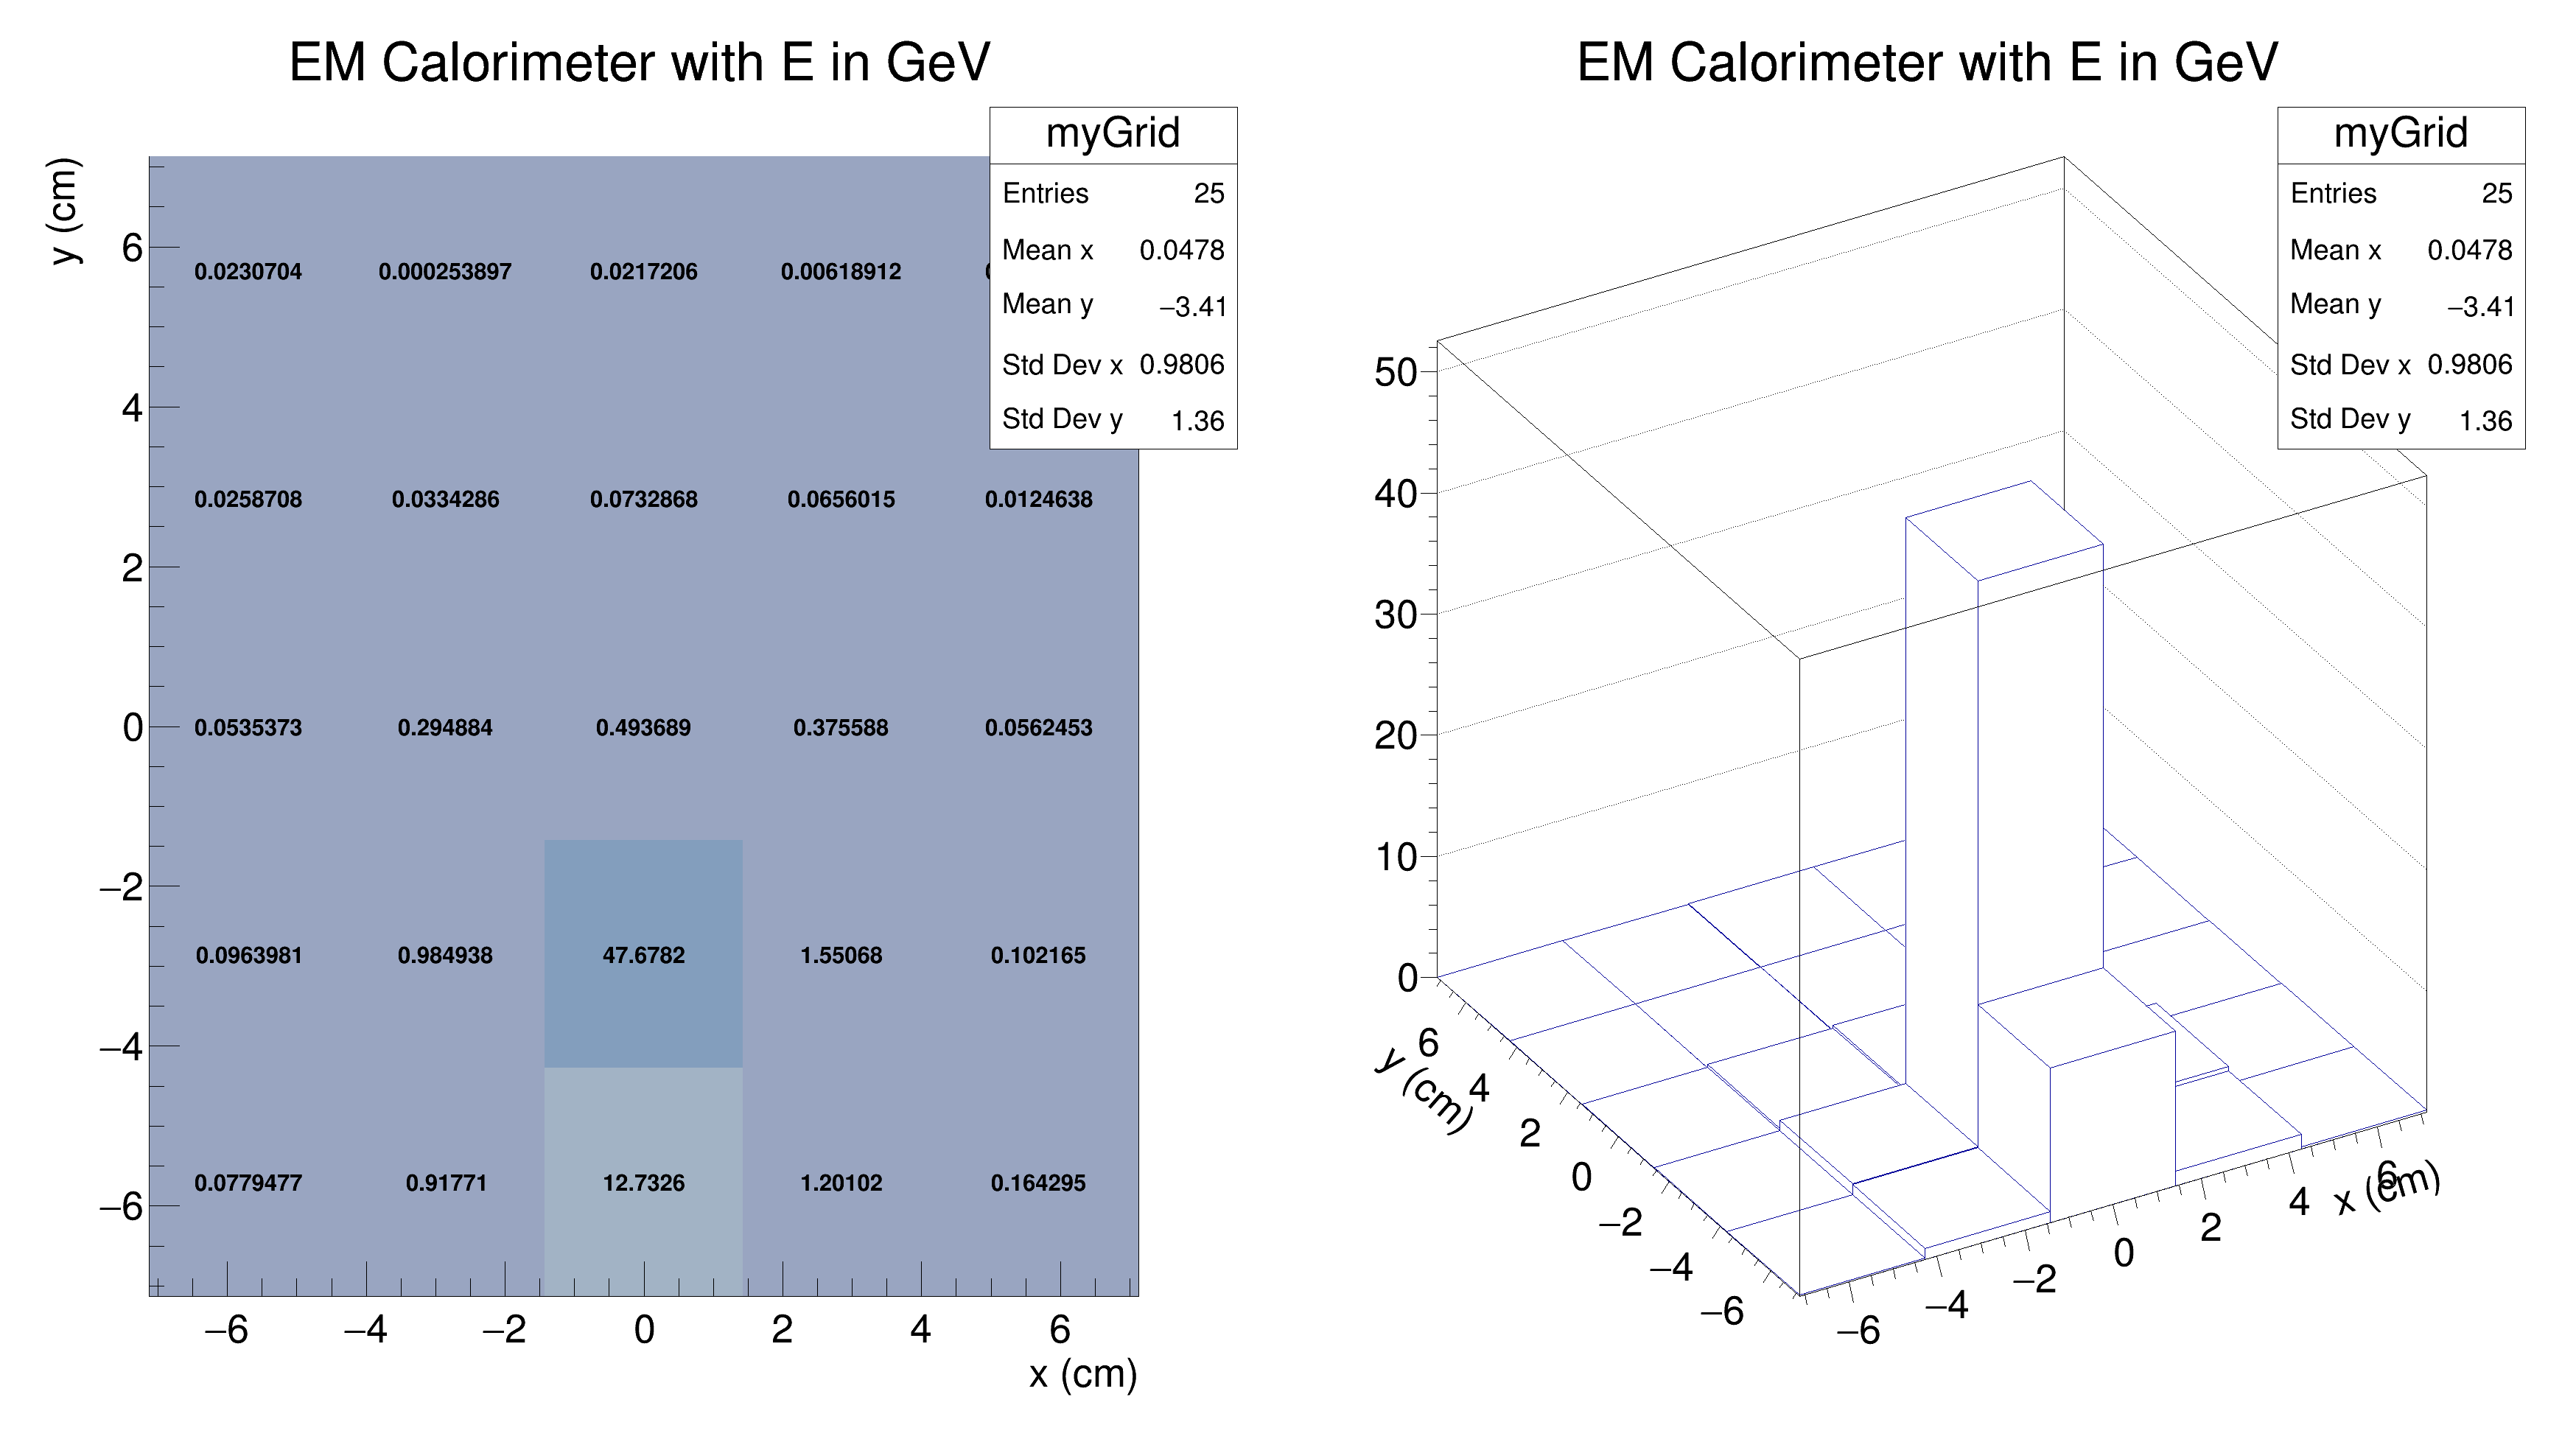 EM Calorimeter with E in GeV
myGrid
Entries 25
Mean x 0.0478
Mean y −3.41
Std Dev x 0.9806
Std Dev y 1.36
y (cm)
6
4
2
0
−2
−4
−6
0.0230704 0.000253897 0.0217206 0.00618912
0.0258708 0.0334286 0.0732868 0.0656015 0.0124638
0.0535373 0.294884 0.493689 0.375588 0.0562453
0.0963981 0.984938 47.6782 1.55068 0.102165
0.0779477 0.91771 12.7326 1.20102 0.164295
−6 −4 −2 0 2 4 6
x (cm)
EM Calorimeter with E in GeV
myGrid
Entries 25
Mean x 0.0478
Mean y −3.41
Std Dev x 0.9806
Std Dev y 1.36
50
40
30
20
10
0
6
4
2
0
−2
−4
−6
y (cm)
−6
−4
−2
0
2
4
6
x (cm)